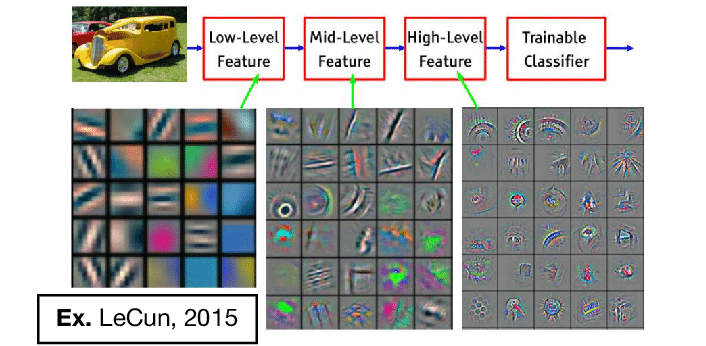 Low-Level
Feature
Mid-Level
Feature
High-Level
Feature
Trainable
Classifier
Ex. LeCun, 2015